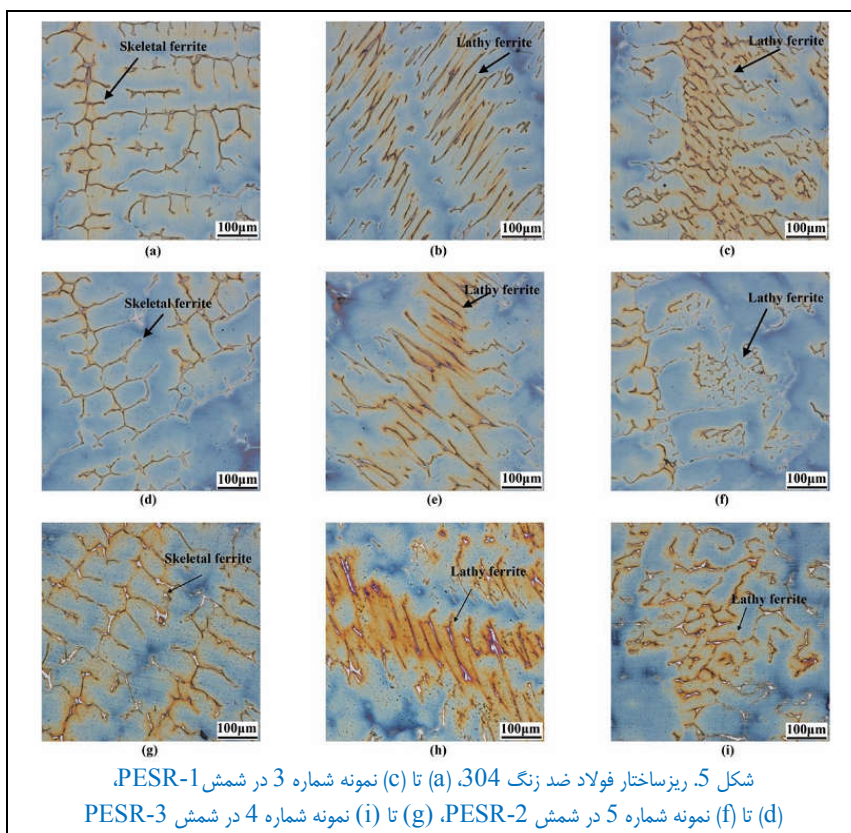 Skeletal ferrite
Lathy ferrite
Lathy ferrite
100μm
100μm
100μm
(a)
(b)
(c)
Skeletal ferrite
Lathy ferrite
Lathy ferrite
100μm
100μm
100μm
(d)
(e)
(f)
Skeletal ferrite
Lathy ferrite
Lathy ferrite
100μm
100μm
100μm
(g)
(h)
(i)
شکل 5. ریزساختار فولاد ضد زنگ 304، (a) تا (c) نمونه شماره 3 در شمش PESR-1،
(d) تا (f) نمونه شماره 5 در شمش PESR-2، (g) تا (i) نمونه شماره 4 در شمش PESR-3